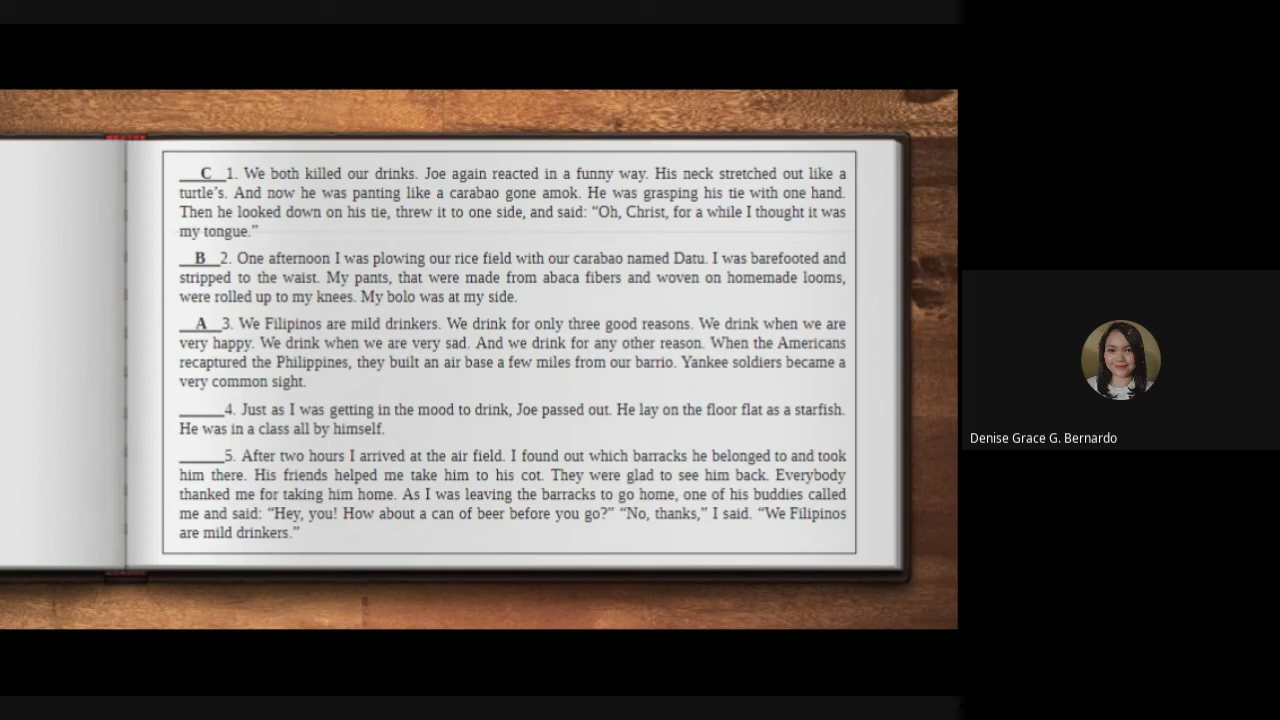 __C__1. We both killed our drinks. Joe again reacted in a funny way. His neck stretched out like a
turtle's. And now he was panting like a carabao gone amok. He was grasping his tie with one hand.
Then he looked down on his tie, threw it to one side, and said: “Oh, Christ, for a while I thought it was
my tongue.”
__B__2. One afternoon I was plowing our rice field with our carabao named Datu. I was barefooted and
stripped to the waist. My pants, that were made from abaca fibers and woven on homemade looms,
were rolled up to my knees. My bolo was at my side.
__A__3. We Filipinos are mild drinkers. We drink for only three good reasons. We drink when we are
very happy. We drink when we are very sad. And we drink for any other reason. When the Americans
recaptured the Philippines, they built an air base a few miles from our barrio. Yankee soldiers became a
very common sight.
_____4. Just as I was getting in the mood to drink, Joe passed out. He lay on the floor flat as a starfish.
He was in a class all by himself.
_____5. After two hours I arrived at the air field. I found out which barracks he belonged to and took
him there. His friends helped me take him to his cot. They were glad to see him back. Everybody
thanked me for taking him home. As I was leaving the barracks to go home, one of his buddies called
me and said: “Hey, you! How about a can of beer before you go?” “No, thanks,” I said. “We Filipinos
are mild drinkers.”
Denise Grace G. Bernardo